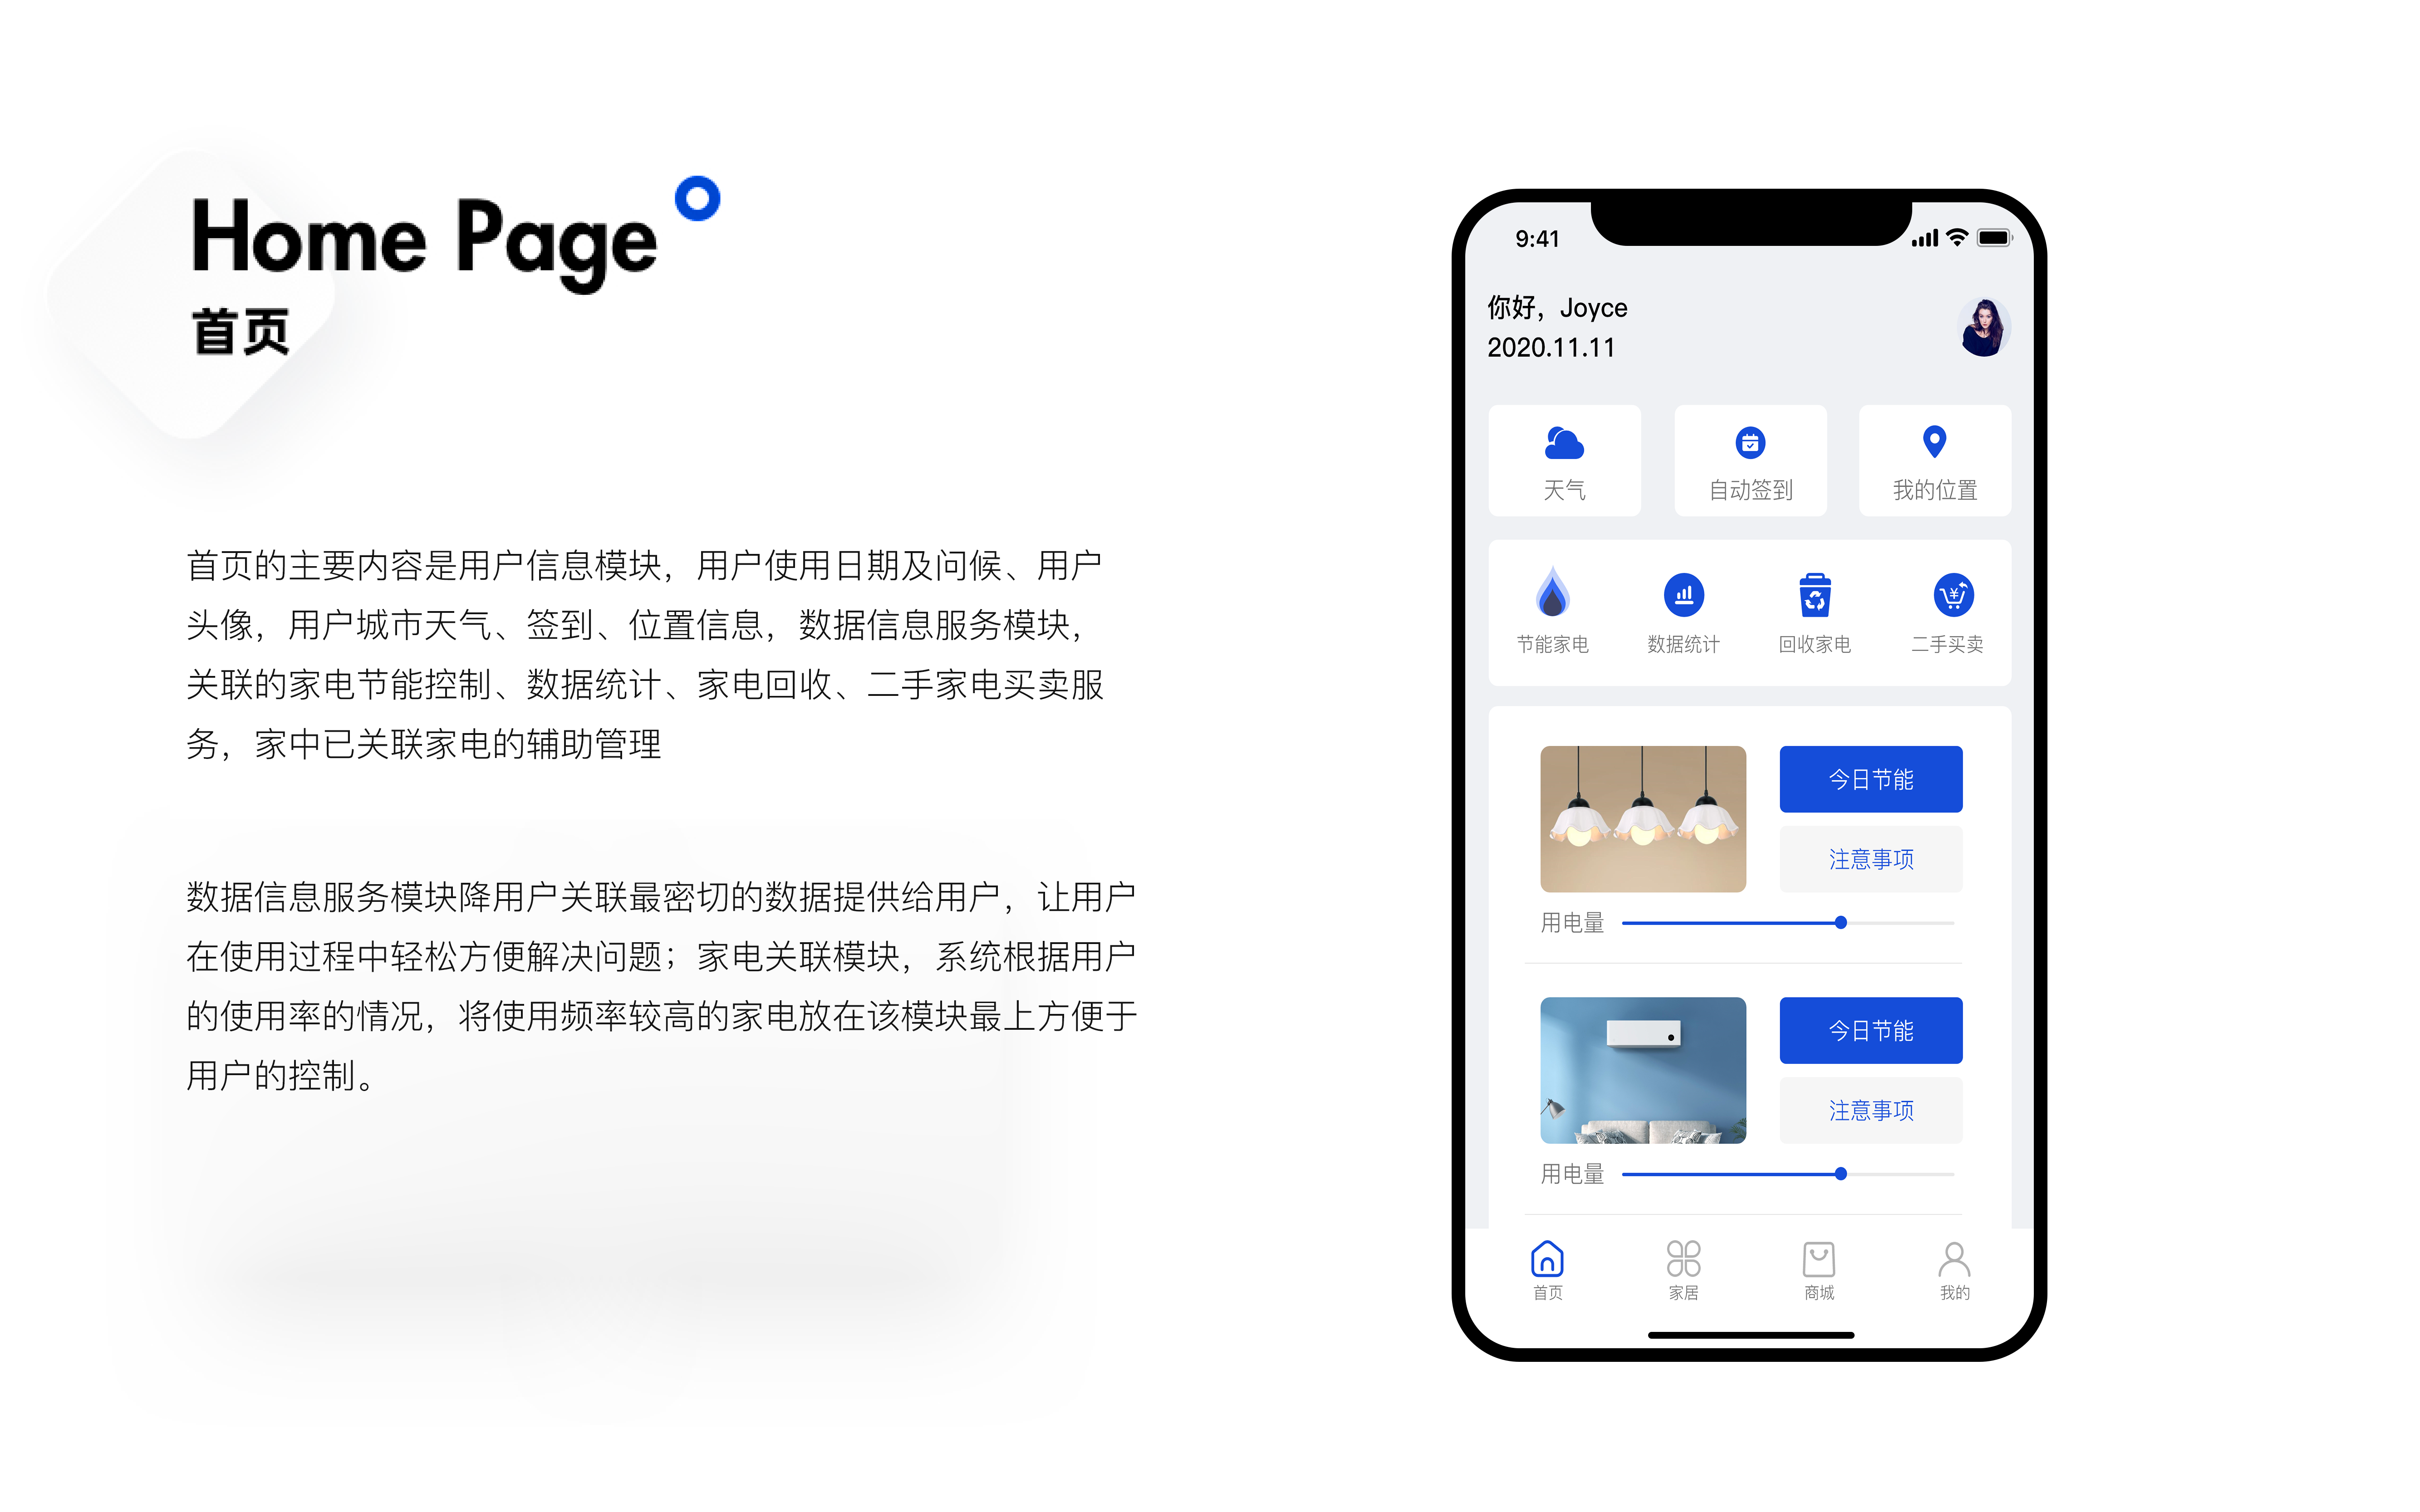 Home Page
首页
首页的主要内容是用户信息模块，用户使用日期及问候、用户
头像，用户城市天气、签到、位置信息，数据信息服务模块，
关联的家电节能控制、数据统计、家电回收、二手家电买卖服
务，家中已关联家电的辅助管理
数据信息服务模块降用户关联最密切的数据提供给用户，让用户
在使用过程中轻松方便解决问题；家电关联模块，系统根据用户
的使用率的情况，将使用频率较高的家电放在该模块最上方便于
用户的控制。
9:41
你好，Joyce
2020.11.11
天气 自动签到 我的位置
节能家电 数据统计 回收家电 二手买卖
今日节能
注意事项
用电量
今日节能
注意事项
用电量
首页 家居 商城 我的